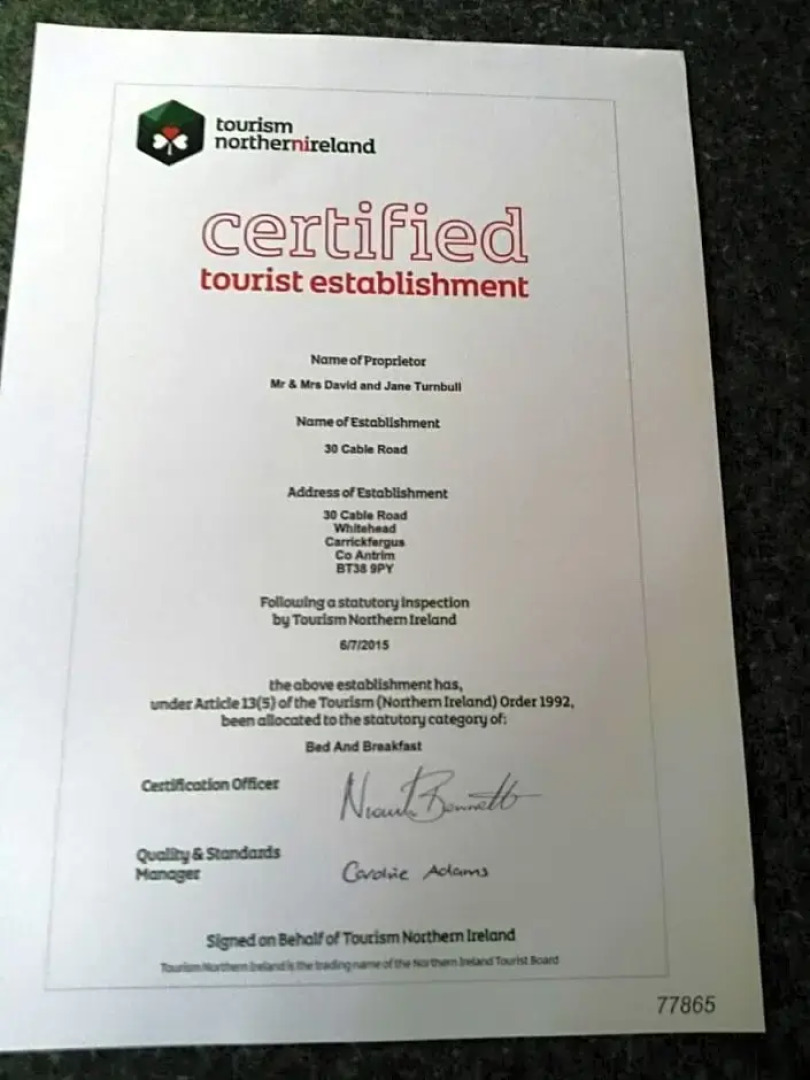 tourism
northernireland
certified
tourist establishment
Name of Proprietor
Mr & Mrs David and Jane Turnbull
Name of Establishment
30 Cable Road
Address of Establishment
30 Cable Road
Whitehead
Carrickfergus
Co Antrim
BT38 9PY
Following a statutory inspection
by Tourism Northern Ireland
6/7/2015
the above establishment has,
under Article 13(5) of the Tourism (Northern Ireland) Order 1992,
been allocated to the statutory category of:
Bed And Breakfast
Certification Officer
Bennett
Quality & Standards
Manager
Caroline Adams
Signed on Behalf of Tourism Northern Ireland
Tourism Northern Ireland is the trading name of the Northern Ireland Tourist Board
77865